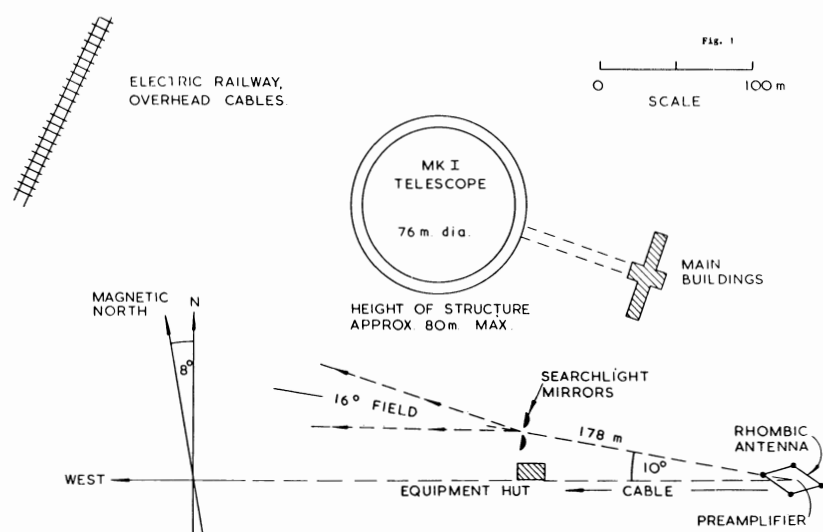 Fig. 1
ELECTRIC RAILWAY,
OVERHEAD CABLES.
0
100 m
SCALE
MK I
TELESCOPE
76 m. dia.
MAIN
BUILDINGS
HEIGHT OF STRUCTURE
APPROX. 80m. MAX.
MAGNETIC
NORTH
N
8°
SEARCHLIGHT
MIRRORS
16° FIELD
178 m
RHOMBIC
ANTENNA
10°
WEST
EQUIPMENT HUT
CABLE
PREAMPLIFIER